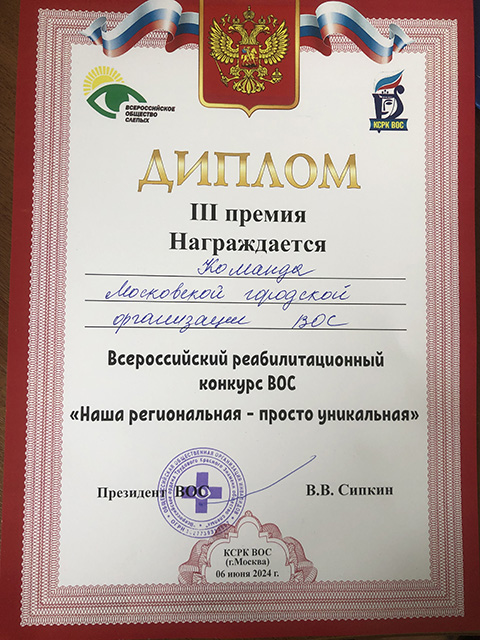 ВСЕРОССИЙСКОЕ
ОБЩЕСТВО
СЛЕПЫХ
КСРК ВОС
ДИПЛОМ
III премия
Награждается
Команда
Московской городской
организации ВОС
Всероссийский реабилитационный
конкурс ВОС
«Наша региональная - просто уникальная»
Президент ВОС
В.В. Сипкин
КСРК ВОС
(г.Москва)
06 июня 2024 г.